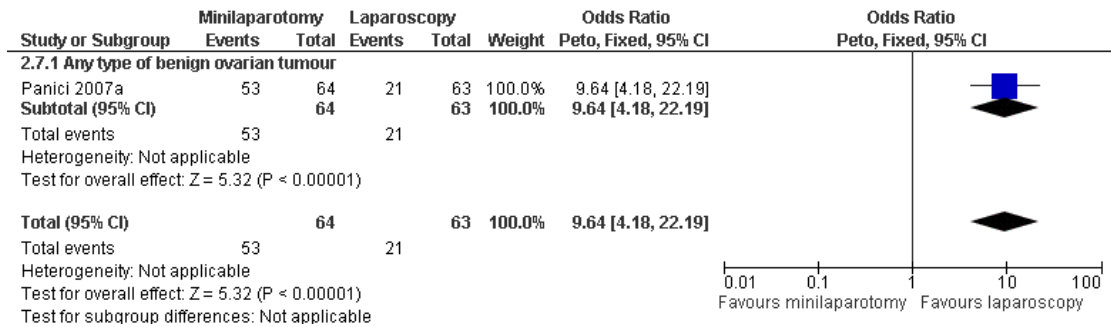 Minilaparotomy Laparoscopy Odds Ratio Odds Ratio
Study or Subgroup Events Total Events Total Weight Peto, Fixed, 95% CI Peto, Fixed, 95% CI
2.7.1 Any type of benign ovarian tumour
Panici 2007a 53 64 21 63 100.0% 9.64 [4.18, 22.19]
Subtotal (95% CI) 64 63 100.0% 9.64 [4.18, 22.19]
Total events 53 21
Heterogeneity: Not applicable
Test for overall effect: Z = 5.32 (P < 0.00001)
Total (95% CI) 64 63 100.0% 9.64 [4.18, 22.19]
Total events 53 21
Heterogeneity: Not applicable
Test for overall effect: Z = 5.32 (P < 0.00001)
Test for subgroup differences: Not applicable
0.01 0.1 1 10 100
Favours minilaparotomy Favours laparoscopy